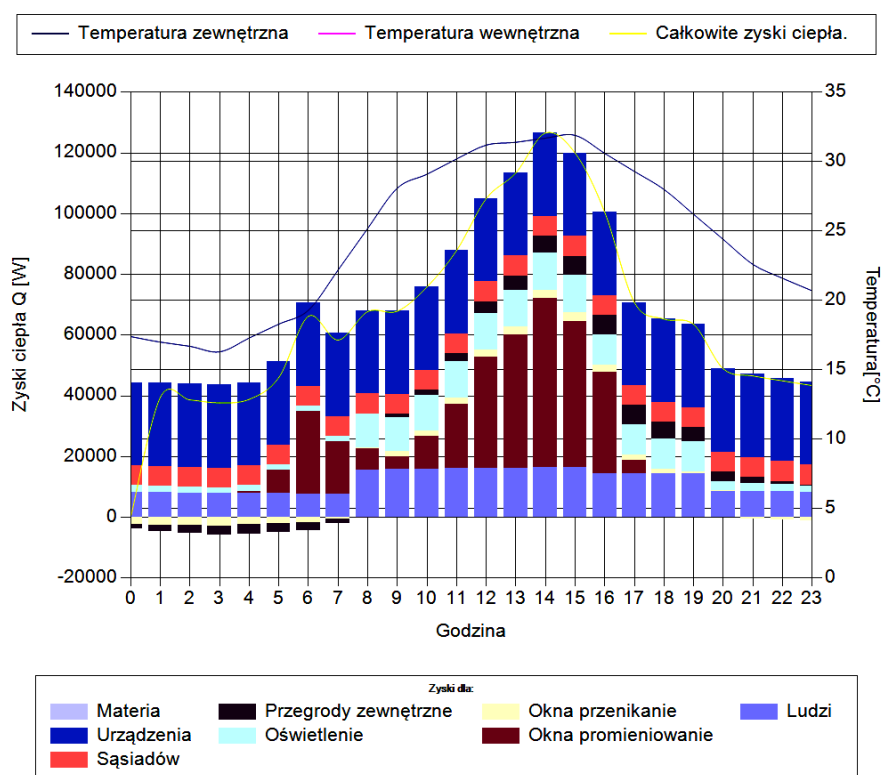 Temperatura zewnętrzna Temperatura wewnętrzna Całkowite zyski ciepła.
140000 35
120000 30
100000 25
80000 20
60000 15
40000 10
20000 5
0 0
-20000
Zyski ciepła Q [W]
Temperatura[°C]
0 1 2 3 4 5 6 7 8 9 10 11 12 13 14 15 16 17 18 19 20 21 22 23
Godzina
Zyski dla:
Materia Przegrody zewnętrzne Okna przenikanie Ludzi
Urządzenia Oświetlenie Okna promieniowanie
Sąsiadów